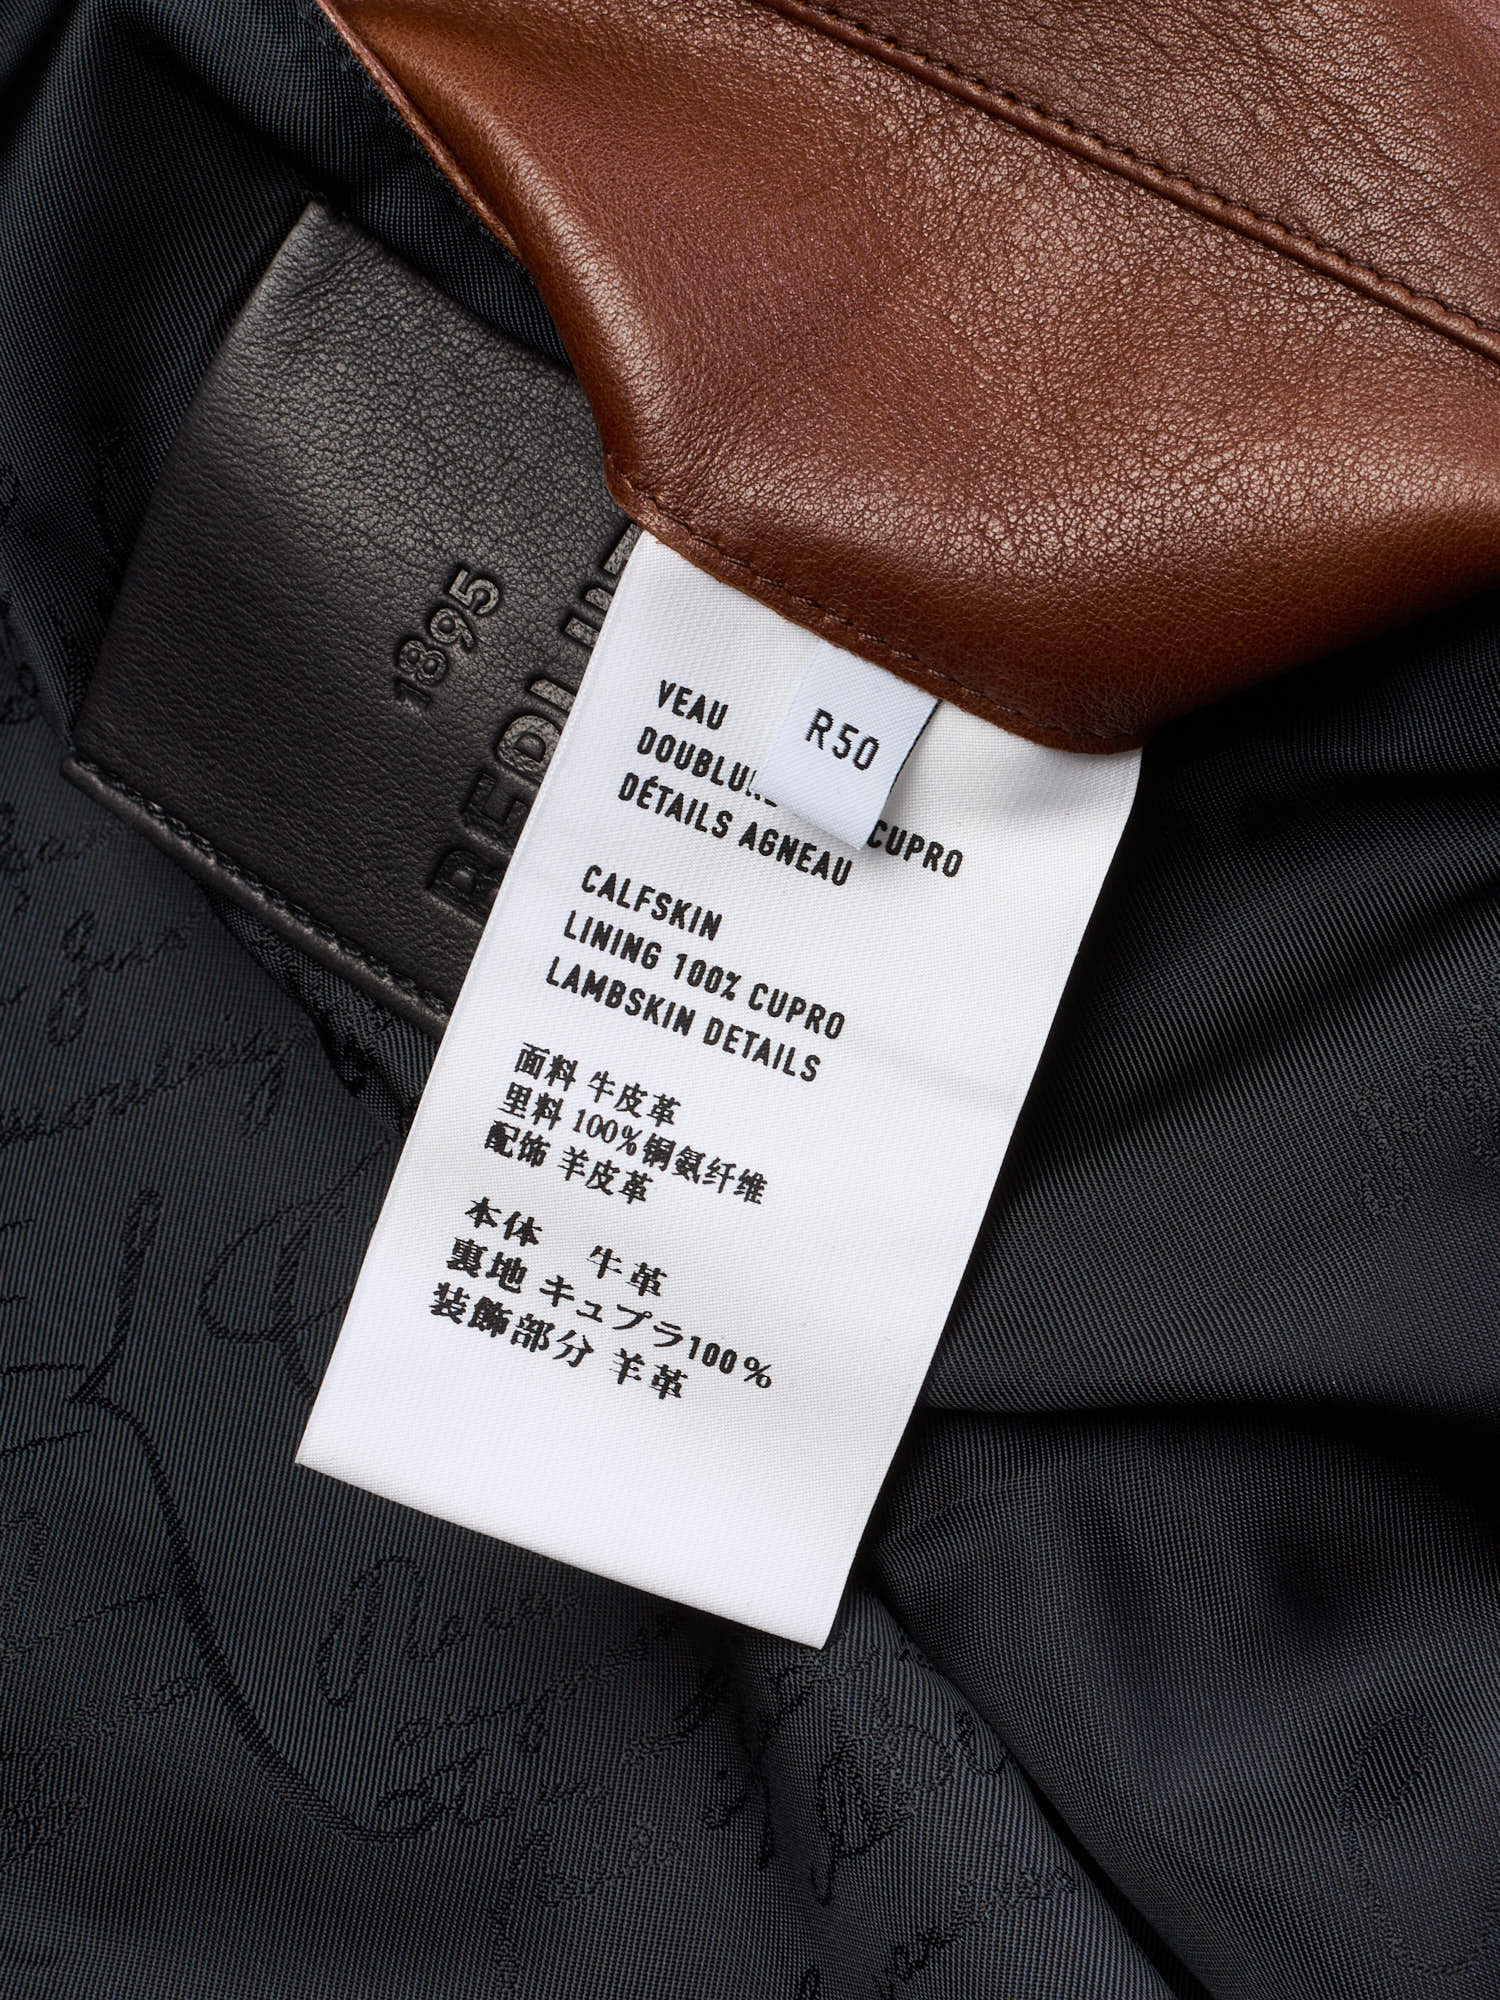 1895
R50
VEAU
CUPRO
DÉTAILS AGNEAU
CALFSKIN
LINING 100% CUPRO
LAMBSKIN DETAILS
面料 牛皮革
里料 100%铜氨纤维
配饰 羊皮革
本体 牛革
裏地 キュプラ100%
装飾部分 羊革